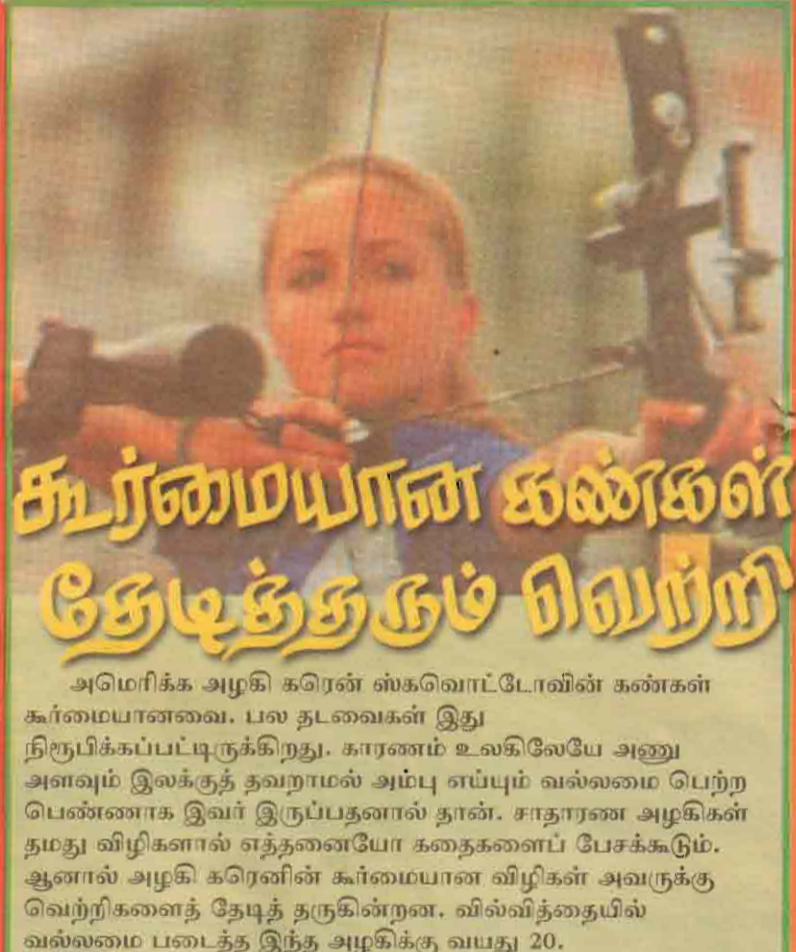 கூர்மையான கண்கள்
தேடித்தரும் வெற்றி
அமெரிக்க அழகி கரென் ஸ்கவொட்டோவின் கண்கள்
கூர்மையானவை. பல தடவைகள் இது
நிரூபிக்கப்பட்டிருக்கிறது. காரணம் உலகிலேயே அணு
அளவும் இலக்குத் தவறாமல் அம்பு எய்யும் வல்லமை பெற்ற
பெண்ணாக இவர் இருப்பதனால் தான். சாதாரண அழகிகள்
தமது விழிகளால் எத்தனையோ கதைகளைப் பேசக்கூடும்.
ஆனால் அழகி கரெனின் கூர்மையான விழிகள் அவருக்கு
வெற்றிகளைத் தேடித் தருகின்றன. வில்வித்தையில்
வல்லமை படைத்த இந்த அழகிக்கு வயது 20.